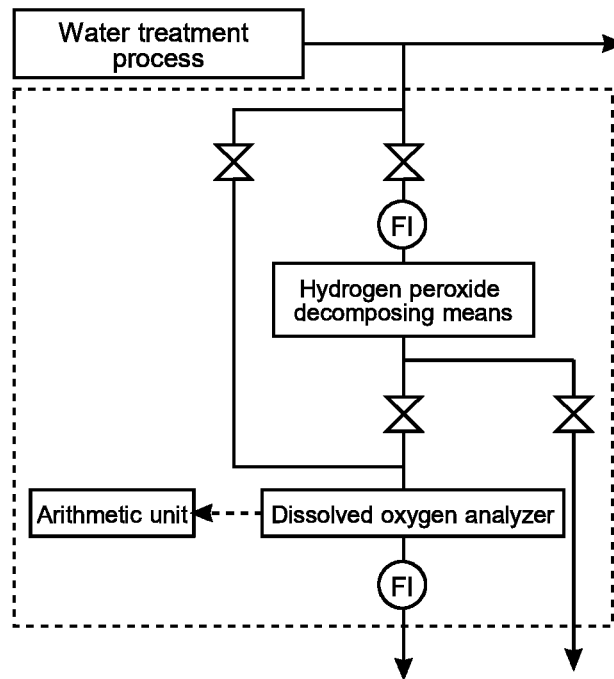 Water treatment
process
FI
Hydrogen peroxide
decomposing means
Arithmetic unit
Dissolved oxygen analyzer
FI